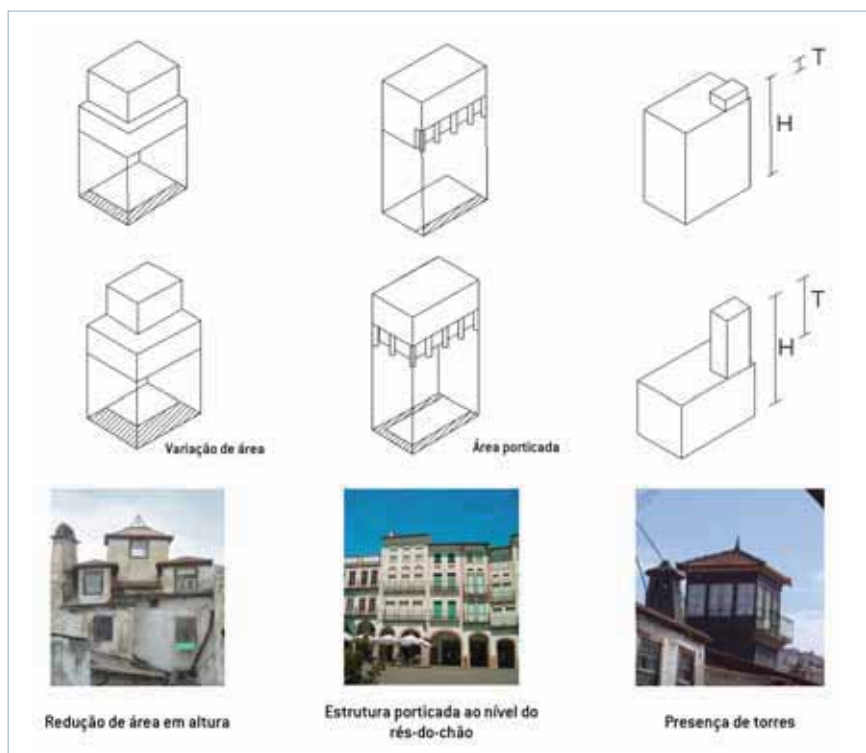 T
H
T
H
Variação de área
Área porticada
Redução de área em altura
Estrutura porticada ao nível do
rés-do-chão
Presença de torres